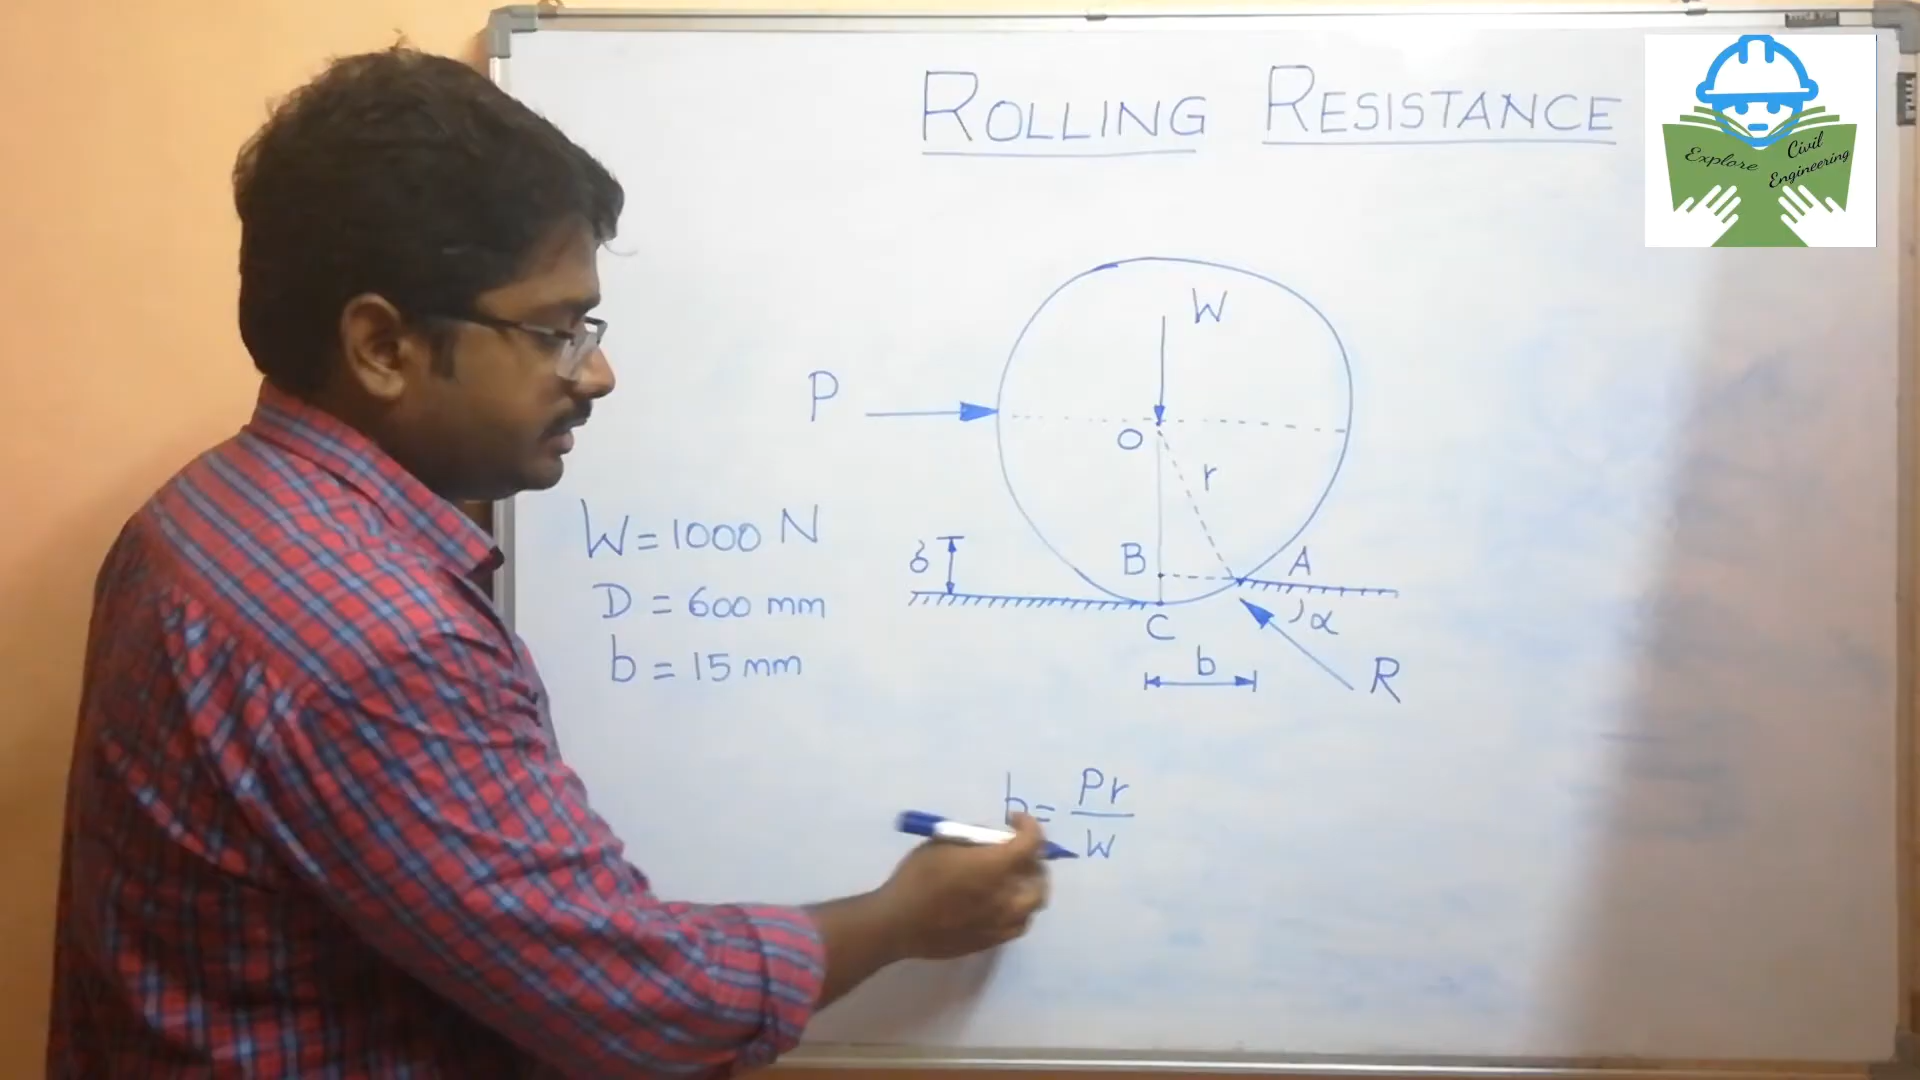 ROLLING RESISTANCE
Explore Civil Engineering
W
P
O
r
W = 1000 N
δ
B
A
D = 600 mm
C
α
b = 15 mm
b
R
b = Pr
W